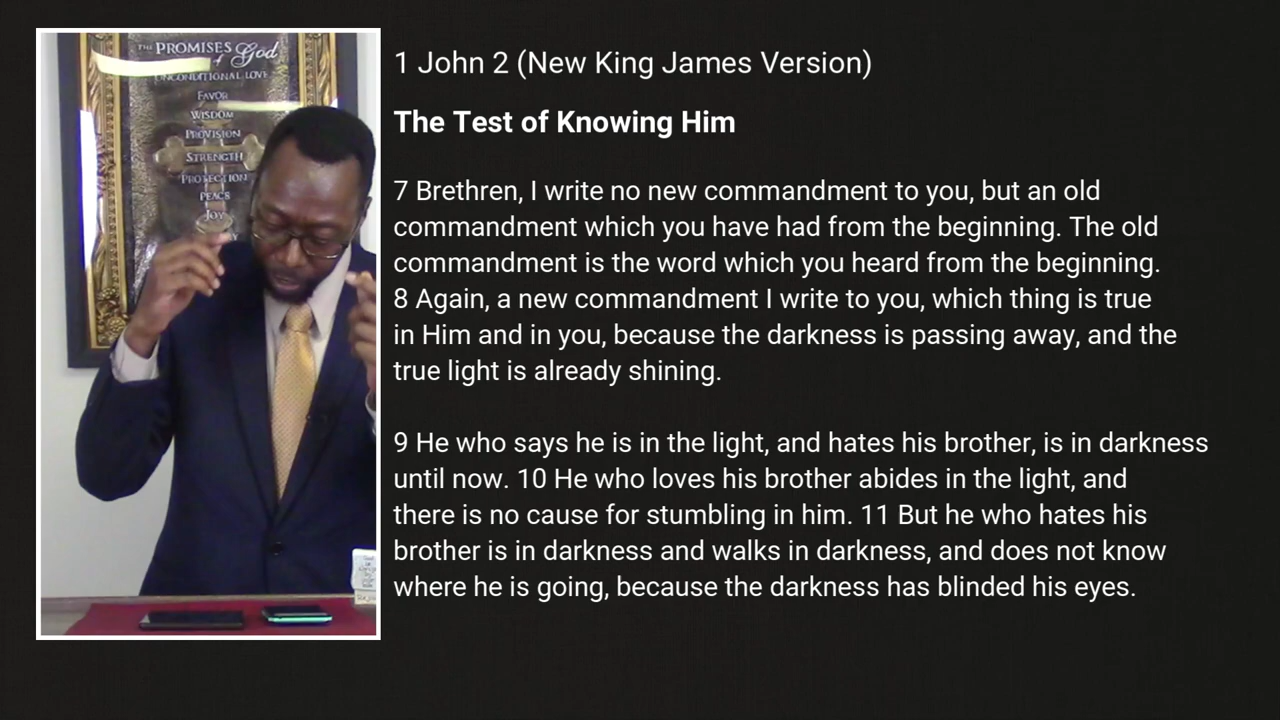 THE PROMISES
of God
UNCONDITIONAL LOVE
FAVOR
WISDOM
PROVISION
STRENGTH
PROTECTION
PEACE
JOY
1 John 2 (New King James Version)
The Test of Knowing Him
7 Brethren, I write no new commandment to you, but an old
commandment which you have had from the beginning. The old
commandment is the word which you heard from the beginning.
8 Again, a new commandment I write to you, which thing is true
in Him and in you, because the darkness is passing away, and the
true light is already shining.
9 He who says he is in the light, and hates his brother, is in darkness
until now. 10 He who loves his brother abides in the light, and
there is no cause for stumbling in him. 11 But he who hates his
brother is in darkness and walks in darkness, and does not know
where he is going, because the darkness has blinded his eyes.